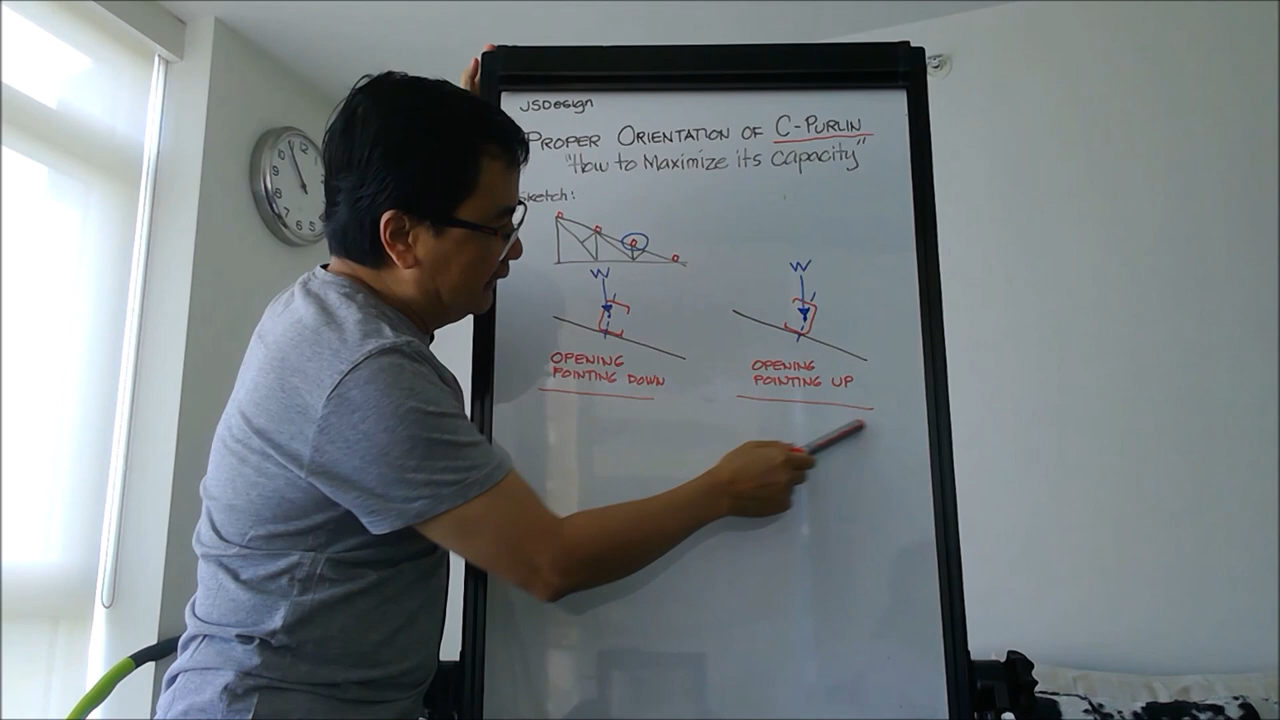 JSDesign
PROPER ORIENTATION OF C-PURLIN
"How to Maximize its Capacity"
Sketch:
W
W
OPENING
POINTING DOWN
OPENING
POINTING UP